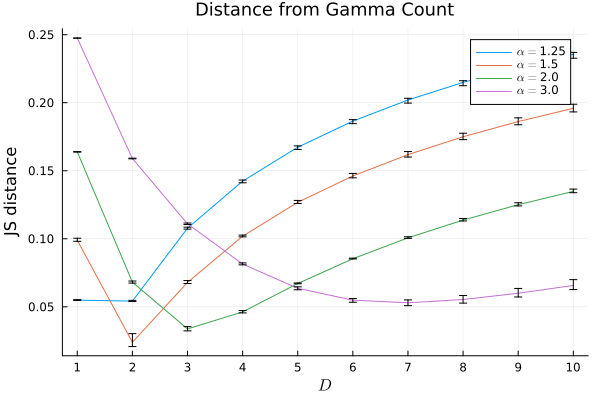 Distance from Gamma Count
0.25
0.20
0.15
0.10
0.05
JS distance
α = 1.25
α = 1.5
α = 2.0
α = 3.0
1 2 3 4 5 6 7 8 9 10
D